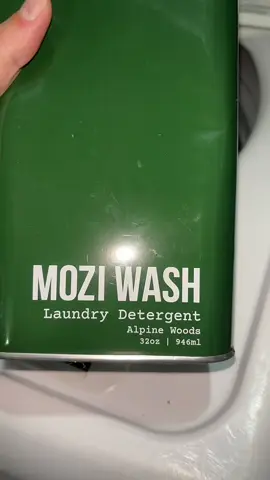 MOZI WASH
Laundry Detergent
Alpine Woods
32oz | 946ml